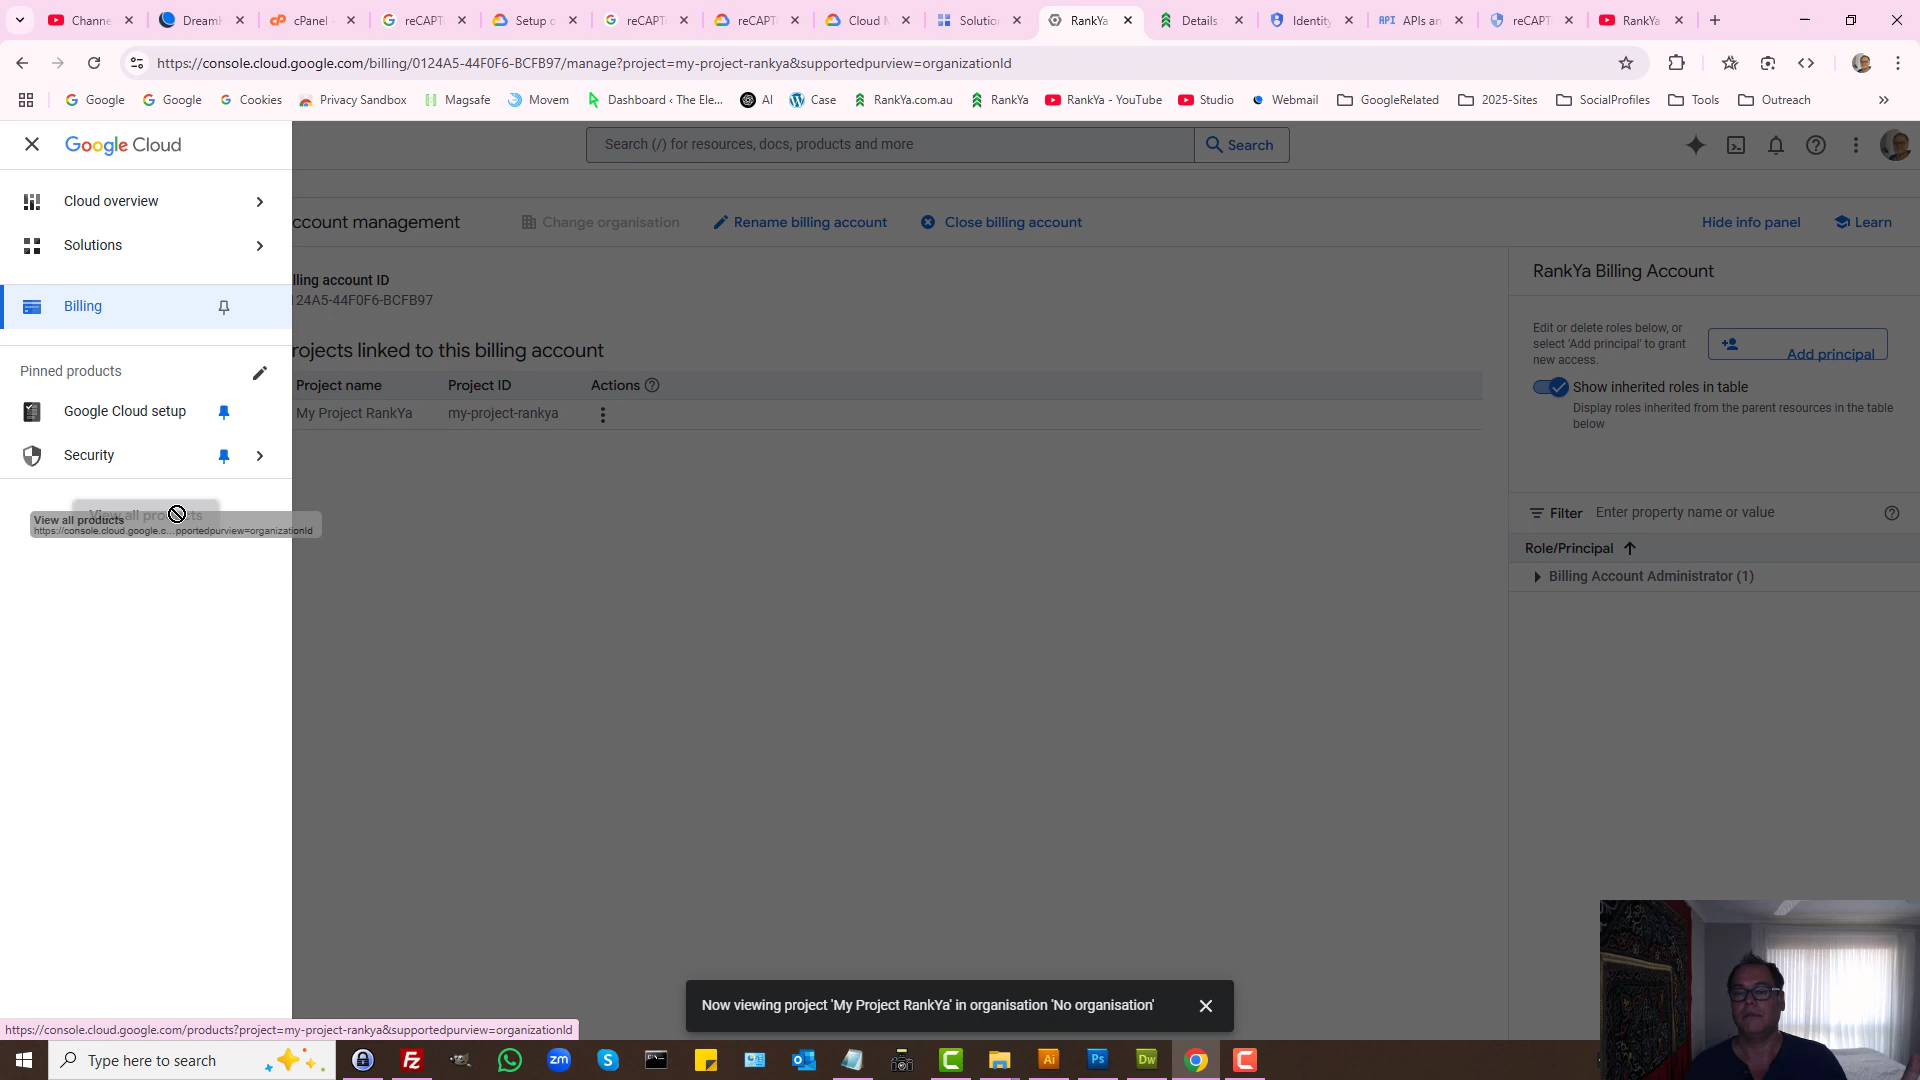 Channe
DreamH
cPanel -
reCAPT
Setup o
reCAPT
reCAPT
Cloud M
Solution
RankYa
Details
Identity
API APIs an
reCAPT
RankYa
https://console.cloud.google.com/billing/0124A5-44F0F6-BCFB97/manage?project=my-project-rankya&supportedpurview=organizationId
Google
Google
Cookies
Privacy Sandbox
Magsafe
Movem
Dashboard ‹ The Ele...
AI
Case
RankYa.com.au
RankYa
RankYa - YouTube
Studio
Webmail
GoogleRelated
2025-Sites
SocialProfiles
Tools
Outreach
Google Cloud
Search (/) for resources, docs, products and more
Search
Cloud overview
Solutions
Billing
Pinned products
Google Cloud setup
Security
View all products
View all products
https://console.cloud.google.c...pportedpurview=organizationId
ccount management
Change organisation
Rename billing account
Close billing account
Hide info panel
Learn
lling account ID
24A5-44F0F6-BCFB97
rojects linked to this billing account
Project name
Project ID
Actions
My Project RankYa
my-project-rankya
RankYa Billing Account
Edit or delete roles below, or
select 'Add principal' to grant
new access.
Add principal
Show inherited roles in table
Display roles inherited from the parent resources in the table
below
Filter
Enter property name or value
Role/Principal
Billing Account Administrator (1)
Now viewing project 'My Project RankYa' in organisation 'No organisation'
https://console.cloud.google.com/products?project=my-project-rankya&supportedpurview=organizationId
Type here to search
zm
Ai
Ps
Dw